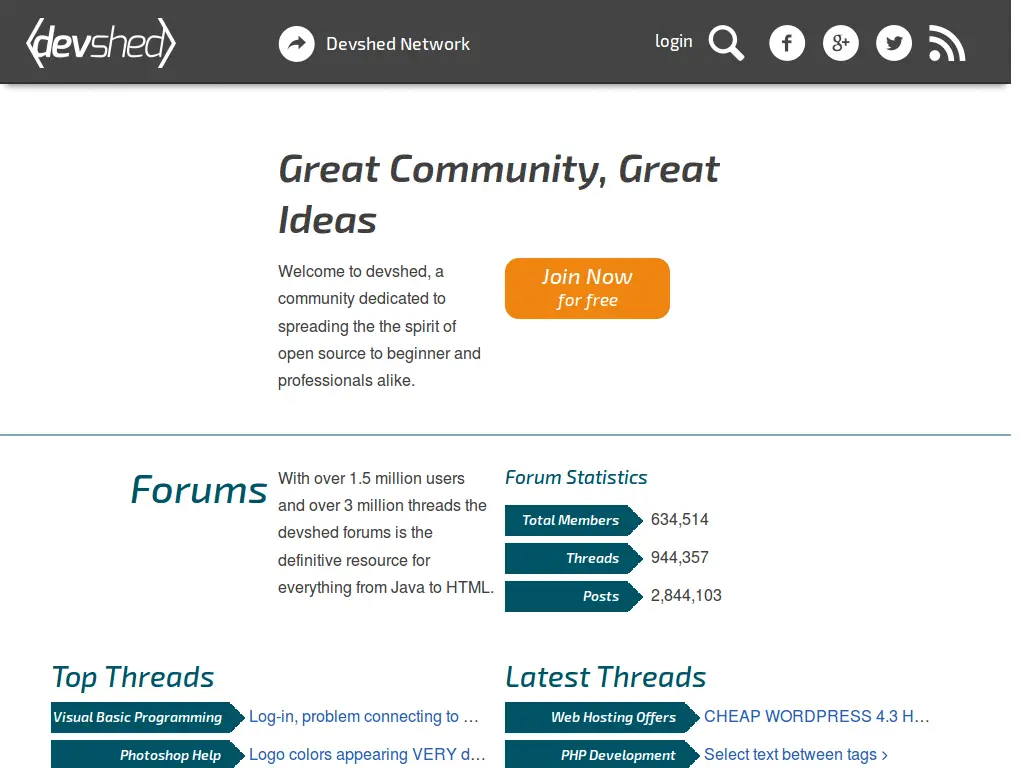 devshed
Devshed Network
login
f
g+
Great Community, Great
Ideas
Welcome to devshed, a
community dedicated to
spreading the the spirit of
open source to beginner and
professionals alike.
Join Now
for free
Forums
With over 1.5 million users
and over 3 million threads the
devshed forums is the
definitive resource for
everything from Java to HTML.
Forum Statistics
Total Members 634,514
Threads 944,357
Posts 2,844,103
Top Threads
Visual Basic Programming Log-in, problem connecting to ...
Photoshop Help Logo colors appearing VERY d...
Latest Threads
Web Hosting Offers CHEAP WORDPRESS 4.3 H...
PHP Development Select text between tags >